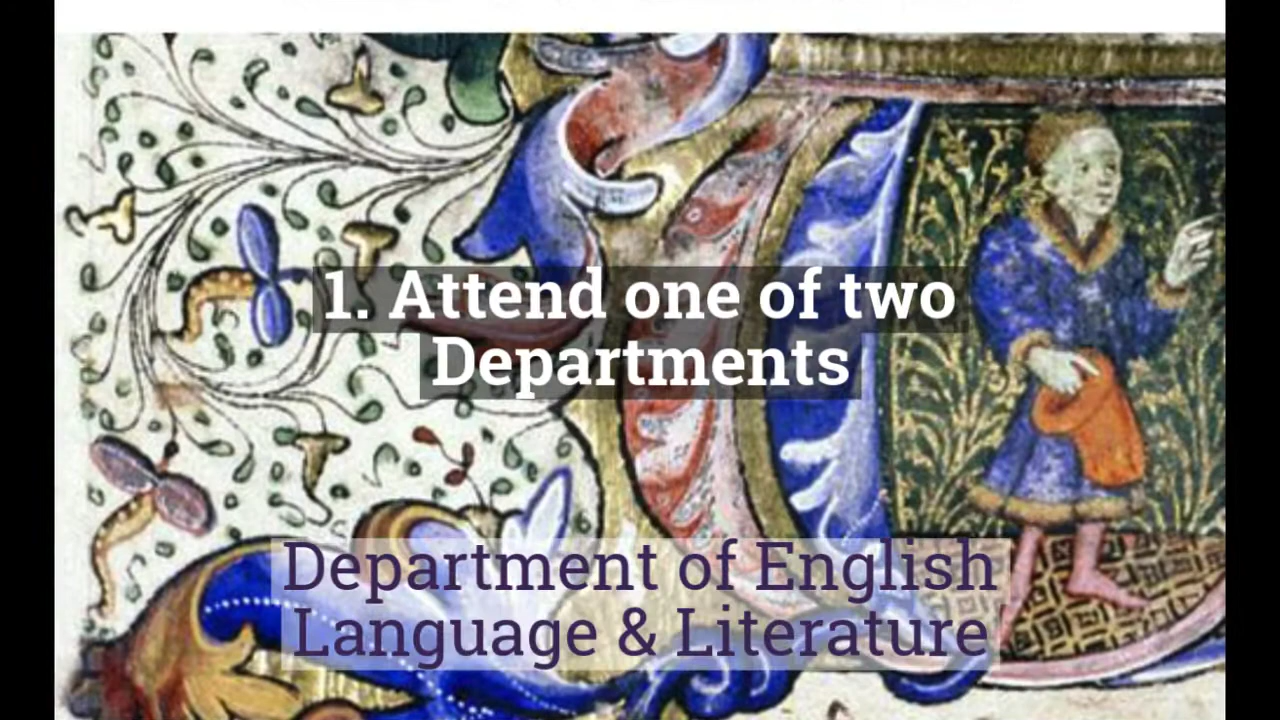 1. Attend one of two
Departments
Department of English
Language & Literature